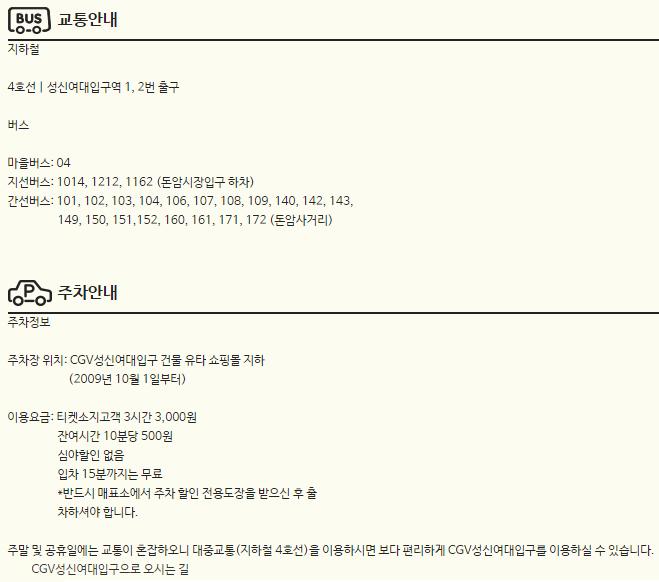 BUS 교통안내
지하철
4호선 | 성신여대입구역 1, 2번 출구
버스
마을버스: 04
지선버스: 1014, 1212, 1162 (돈암시장입구 하차)
간선버스: 101, 102, 103, 104, 106, 107, 108, 109, 140, 142, 143,
149, 150, 151,152, 160, 161, 171, 172 (돈암사거리)
P 주차안내
주차정보
주차장 위치: CGV성신여대입구 건물 유타 쇼핑몰 지하
(2009년 10월 1일부터)
이용요금: 티켓소지고객 3시간 3,000원
잔여시간 10분당 500원
심야할인 없음
입차 15분까지는 무료
*반드시 매표소에서 주차 할인 전용도장을 받으신 후 출
차하셔야 합니다.
주말 및 공휴일에는 교통이 혼잡하오니 대중교통(지하철 4호선)을 이용하시면 보다 편리하게 CGV성신여대입구를 이용하실 수 있습니다.
CGV성신여대입구으로 오시는 길